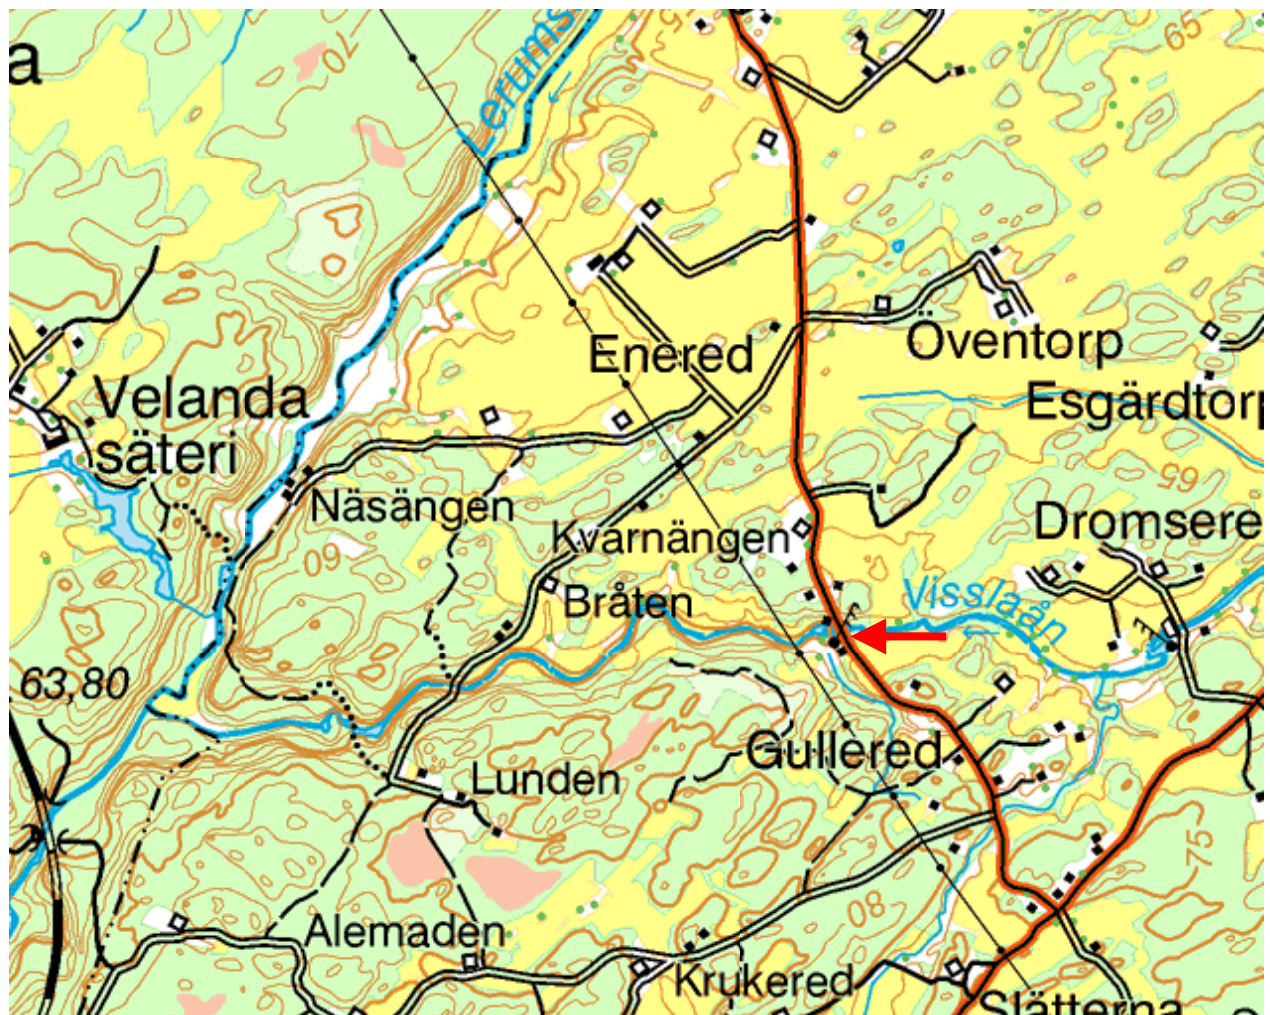 a
70
65
erums
Enered
Öventorp
Velanda
säteri
Esgärdtorp
65
Näsängen
Kvarnängen
Dromsere
60
Bråten
Visslaån
63,80
Gullered
Lunden
75
80
Alemaden
Krukered
Slätterna